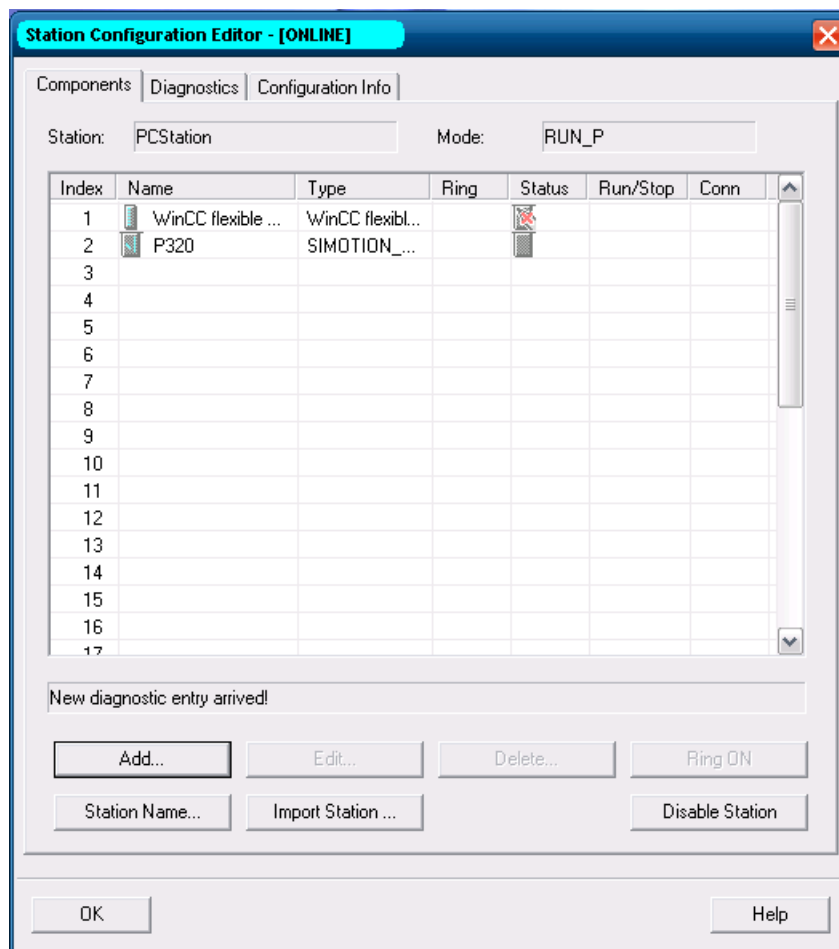 Station Configuration Editor - [ONLINE]
Components Diagnostics Configuration Info
Station: PCStation Mode: RUN_P
Index Name Type Ring Status Run/Stop Conn
1 WinCC flexible ... WinCC flexibl...
2 P320 SIMOTION_...
3
4
5
6
7
8
9
10
11
12
13
14
15
16
17
New diagnostic entry arrived!
Add... Edit... Delete... Ring ON
Station Name... Import Station ... Disable Station
OK Help